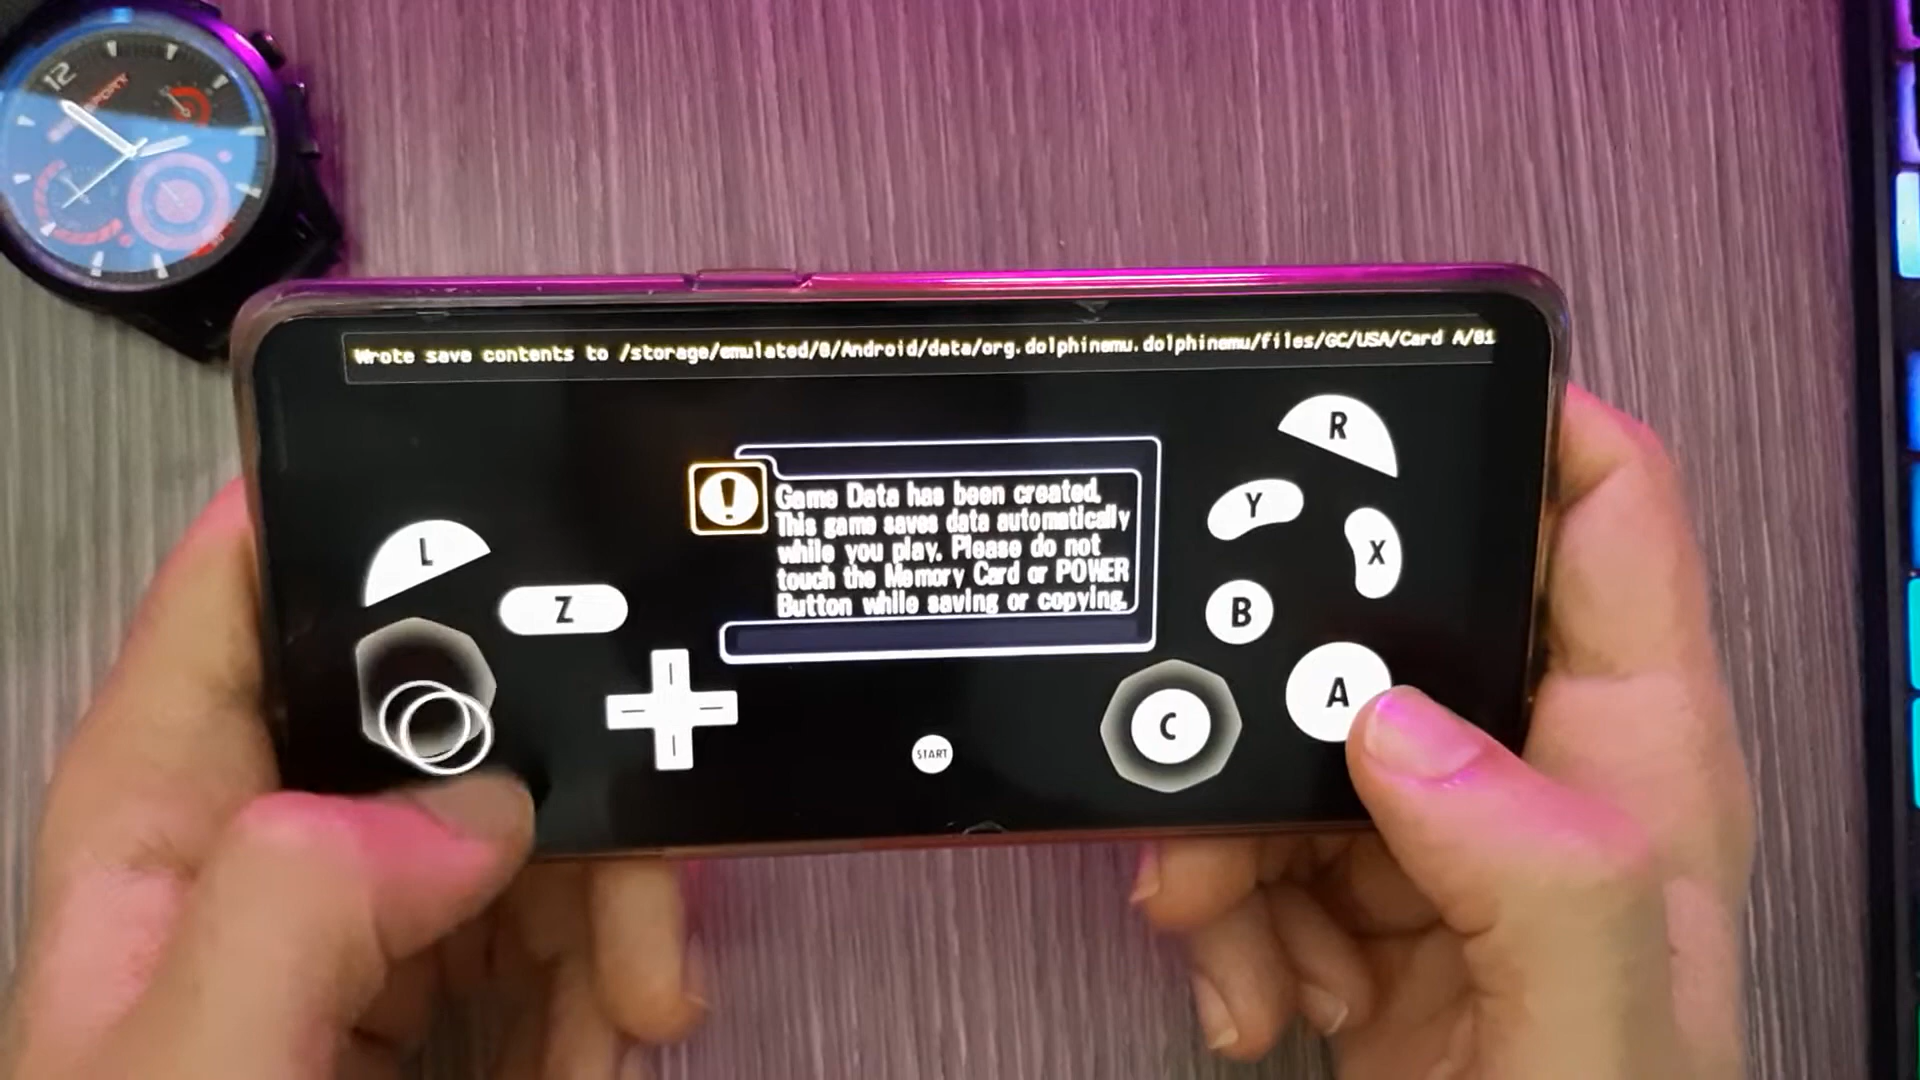 12
SPORT
Wrote save contents to /storage/emulated/0/Android/data/org.dolphinemu.dolphinemu/files/GC/USA/Card A/01
Game Data has been created.
This game saves data automatically
while you play. Please do not
touch the Memory Card or POWER
Button while saving or copying.
L
Z
R
Y
X
B
A
C
START